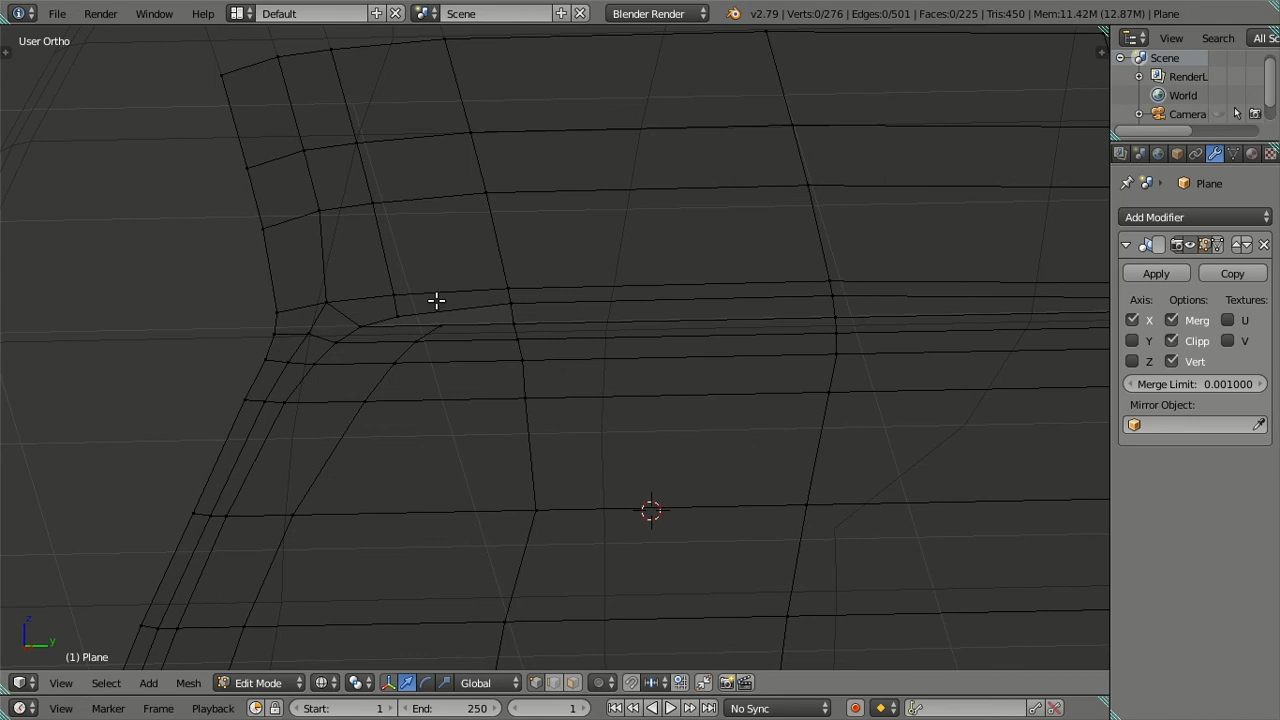 File Render Window Help Default Scene Blender Render v2.79 | Verts:0/276 | Edges:0/501 | Faces:0/225 | Tris:450 | Mem:11.42M (12.87M) | Plane
User Ortho
View Search All Sc
Scene
RenderL
World
Camera
Plane
Add Modifier
Apply Copy
Axis: Options: Textures:
X Merg U
Y Clipp V
Z Vert
Merge Limit: 0.001000
Mirror Object:
z
y
(1) Plane
View Select Add Mesh Edit Mode Global
View Marker Frame Playback Start: 1 End: 250 1 No Sync